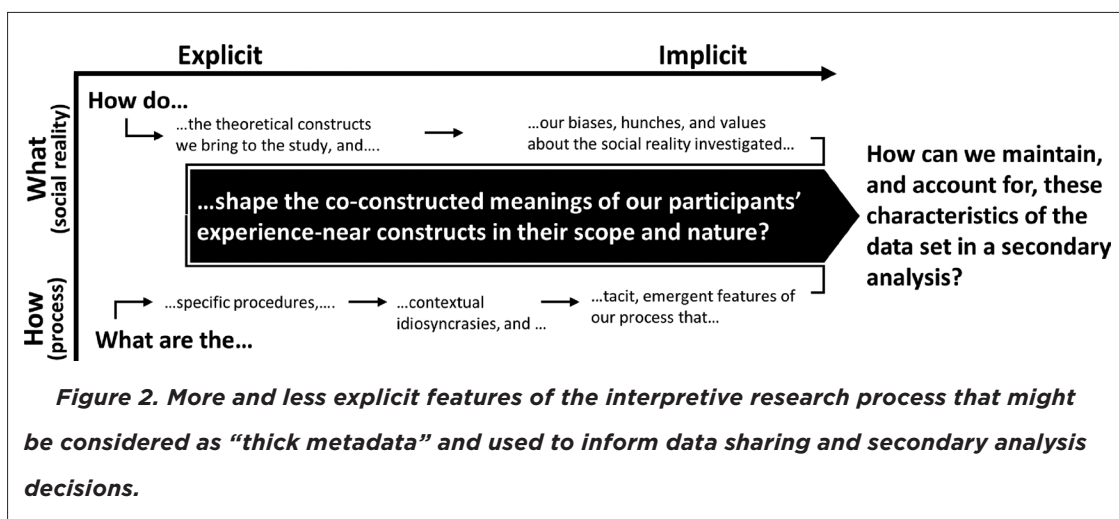 Explicit
Implicit
What
(social reality)
How do...
...the theoretical constructs
we bring to the study, and....
...our biases, hunches, and values
about the social reality investigated...
...shape the co-constructed meanings of our participants'
experience-near constructs in their scope and nature?
How can we maintain,
and account for, these
characteristics of the
data set in a secondary
analysis?
How
(process)
...specific procedures,....
...contextual
idiosyncrasies, and ...
...tacit, emergent features of
our process that...
What are the...
Figure 2. More and less explicit features of the interpretive research process that might
be considered as “thick metadata” and used to inform data sharing and secondary analysis
decisions.